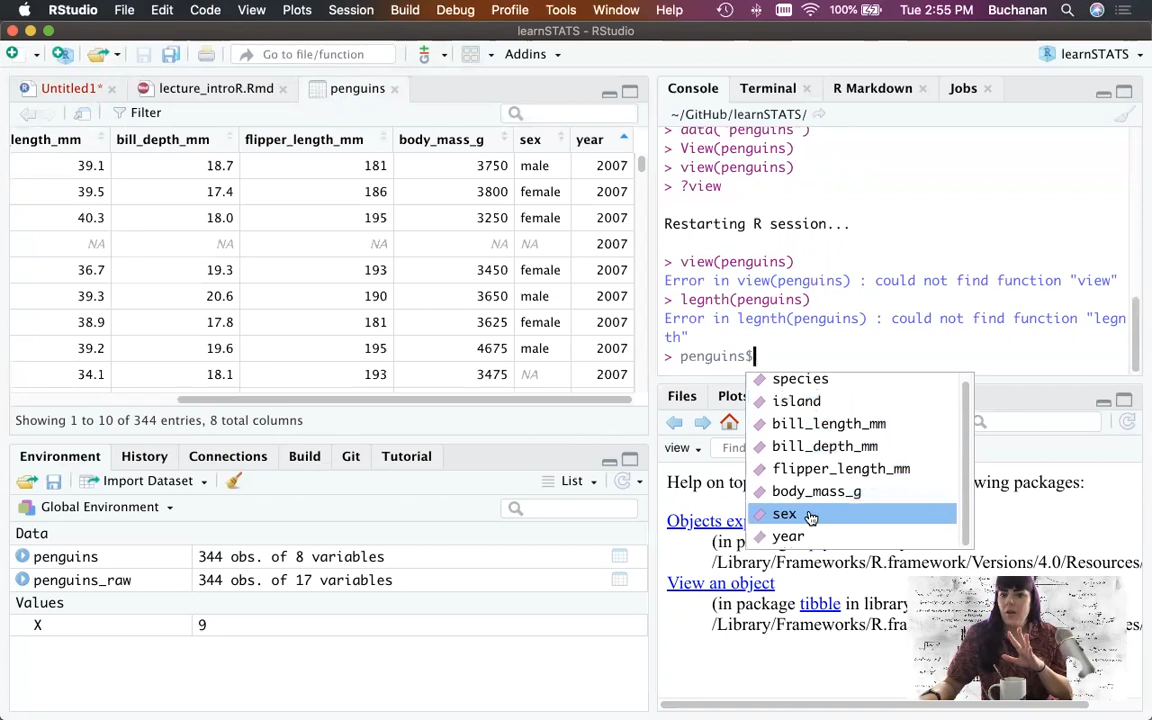 RStudio File Edit Code View Plots Session Build Debug Profile Tools Window Help 100% Tue 2:55 PM Buchanan
learnSTATS - RStudio
Go to file/function Addins learnSTATS
Untitled1* lecture_introR.Rmd penguins
Filter
length_mm bill_depth_mm flipper_length_mm body_mass_g sex year
39.1 18.7 181 3750 male 2007
39.5 17.4 186 3800 female 2007
40.3 18.0 195 3250 female 2007
NA NA NA NA NA 2007
36.7 19.3 193 3450 female 2007
39.3 20.6 190 3650 male 2007
38.9 17.8 181 3625 female 2007
39.2 19.6 195 4675 male 2007
34.1 18.1 193 3475 NA 2007
Showing 1 to 10 of 344 entries, 8 total columns
Environment History Connections Build Git Tutorial
Import Dataset List
Global Environment
Data
penguins 344 obs. of 8 variables
penguins_raw 344 obs. of 17 variables
Values
X 9
Console Terminal R Markdown Jobs
~/GitHub/learnSTATS/
> data("penguins")
> View(penguins)
> view(penguins)
> ?view
Restarting R session...
> view(penguins)
Error in view(penguins) : could not find function "view"
> legnth(penguins)
Error in legnth(penguins) : could not find function "legn
th"
> penguins$
species
island
bill_length_mm
bill_depth_mm
flipper_length_mm
body_mass_g
sex
year
Files Plots
view Find
Help on top wing packages:
Objects exp
(in p
/Library/Frameworks/R.framework/Versions/4.0/Resources/
View an object
(in package tibble in library
/Library/Frameworks/R.fra